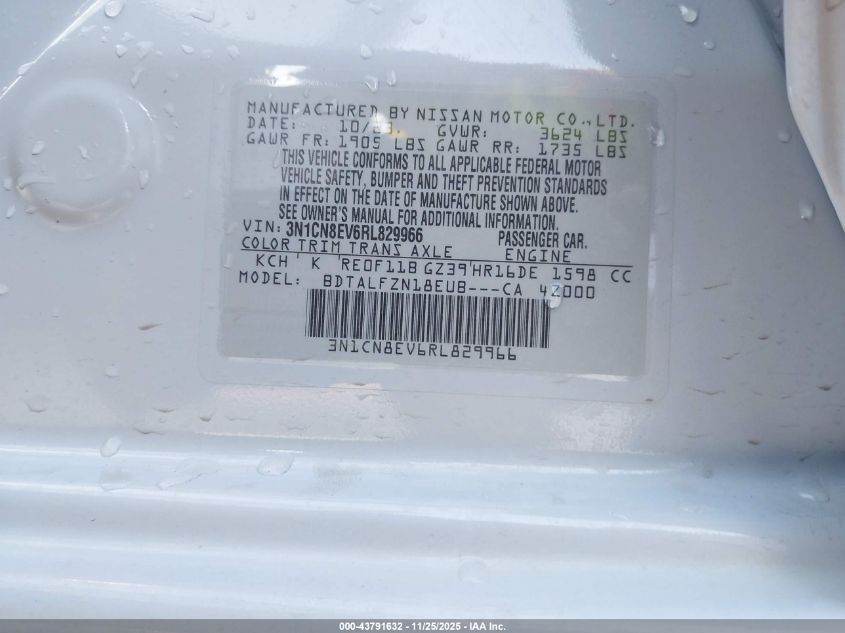 MANUFACTURED BY NISSAN MOTOR CO.,LTD.
DATE: 10/23 GVWR: 3624 LBS
GAWR FR: 1905 LBS GAWR RR: 1735 LBS
THIS VEHICLE CONFORMS TO ALL APPLICABLE FEDERAL MOTOR
VEHICLE SAFETY, BUMPER AND THEFT PREVENTION STANDARDS
IN EFFECT ON THE DATE OF MANUFACTURE SHOWN ABOVE.
SEE OWNER'S MANUAL FOR ADDITIONAL INFORMATION.
VIN: 3N1CN8EV6RL829966 PASSENGER CAR.
COLOR TRIM TRANS AXLE ENGINE
KCH K RE0F11B GZ39 HR16DE 1598 CC
MODEL: BDTALFZN18EUB---CA 42000
3N1CN8EV6RL829966
000-43791632 - 11/25/2025 - IAA Inc.